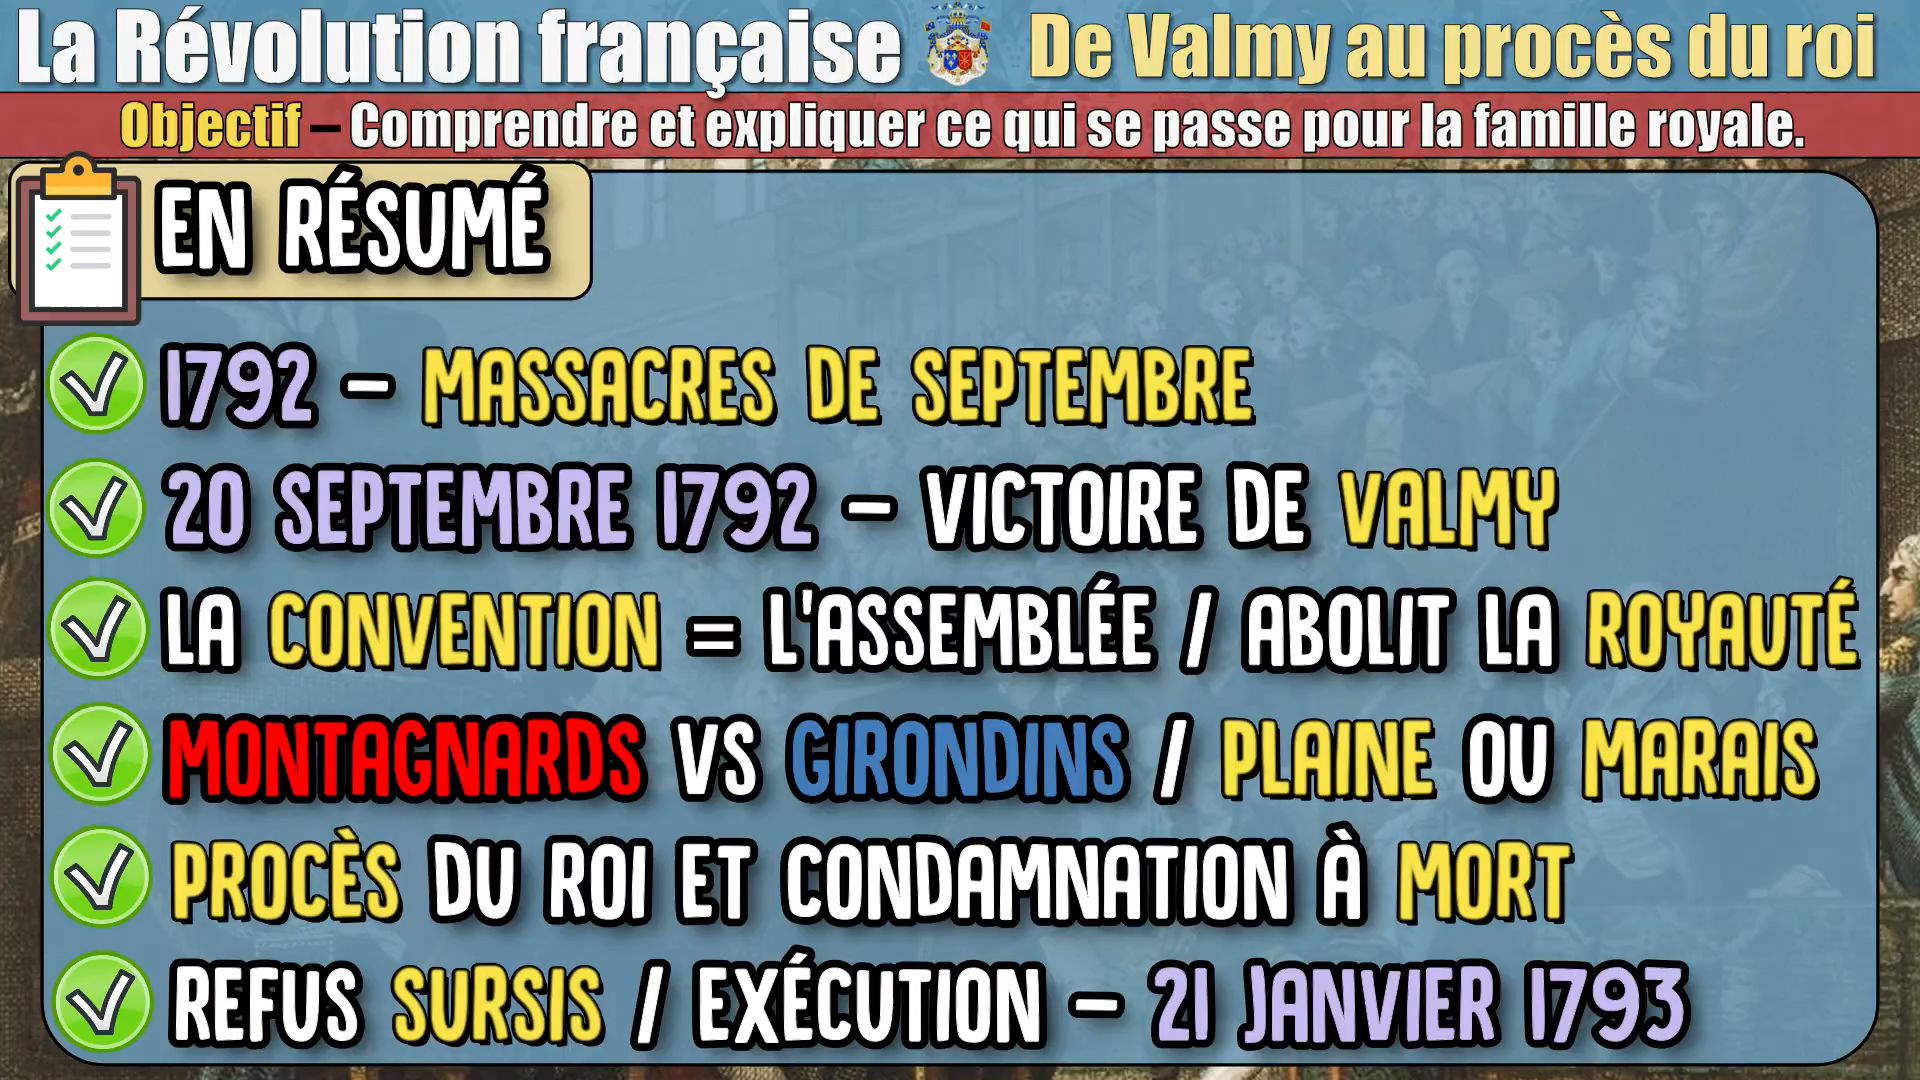 La Révolution française De Valmy au procès du roi
Objectif – Comprendre et expliquer ce qui se passe pour la famille royale.
EN RÉSUMÉ
1792 – MASSACRES DE SEPTEMBRE
20 SEPTEMBRE 1792 – VICTOIRE DE VALMY
LA CONVENTION = L'ASSEMBLÉE / ABOLIT LA ROYAUTÉ
MONTAGNARDS VS GIRONDINS / PLAINE OU MARAIS
PROCÈS DU ROI ET CONDAMNATION À MORT
REFUS SURSIS / EXÉCUTION – 21 JANVIER 1793